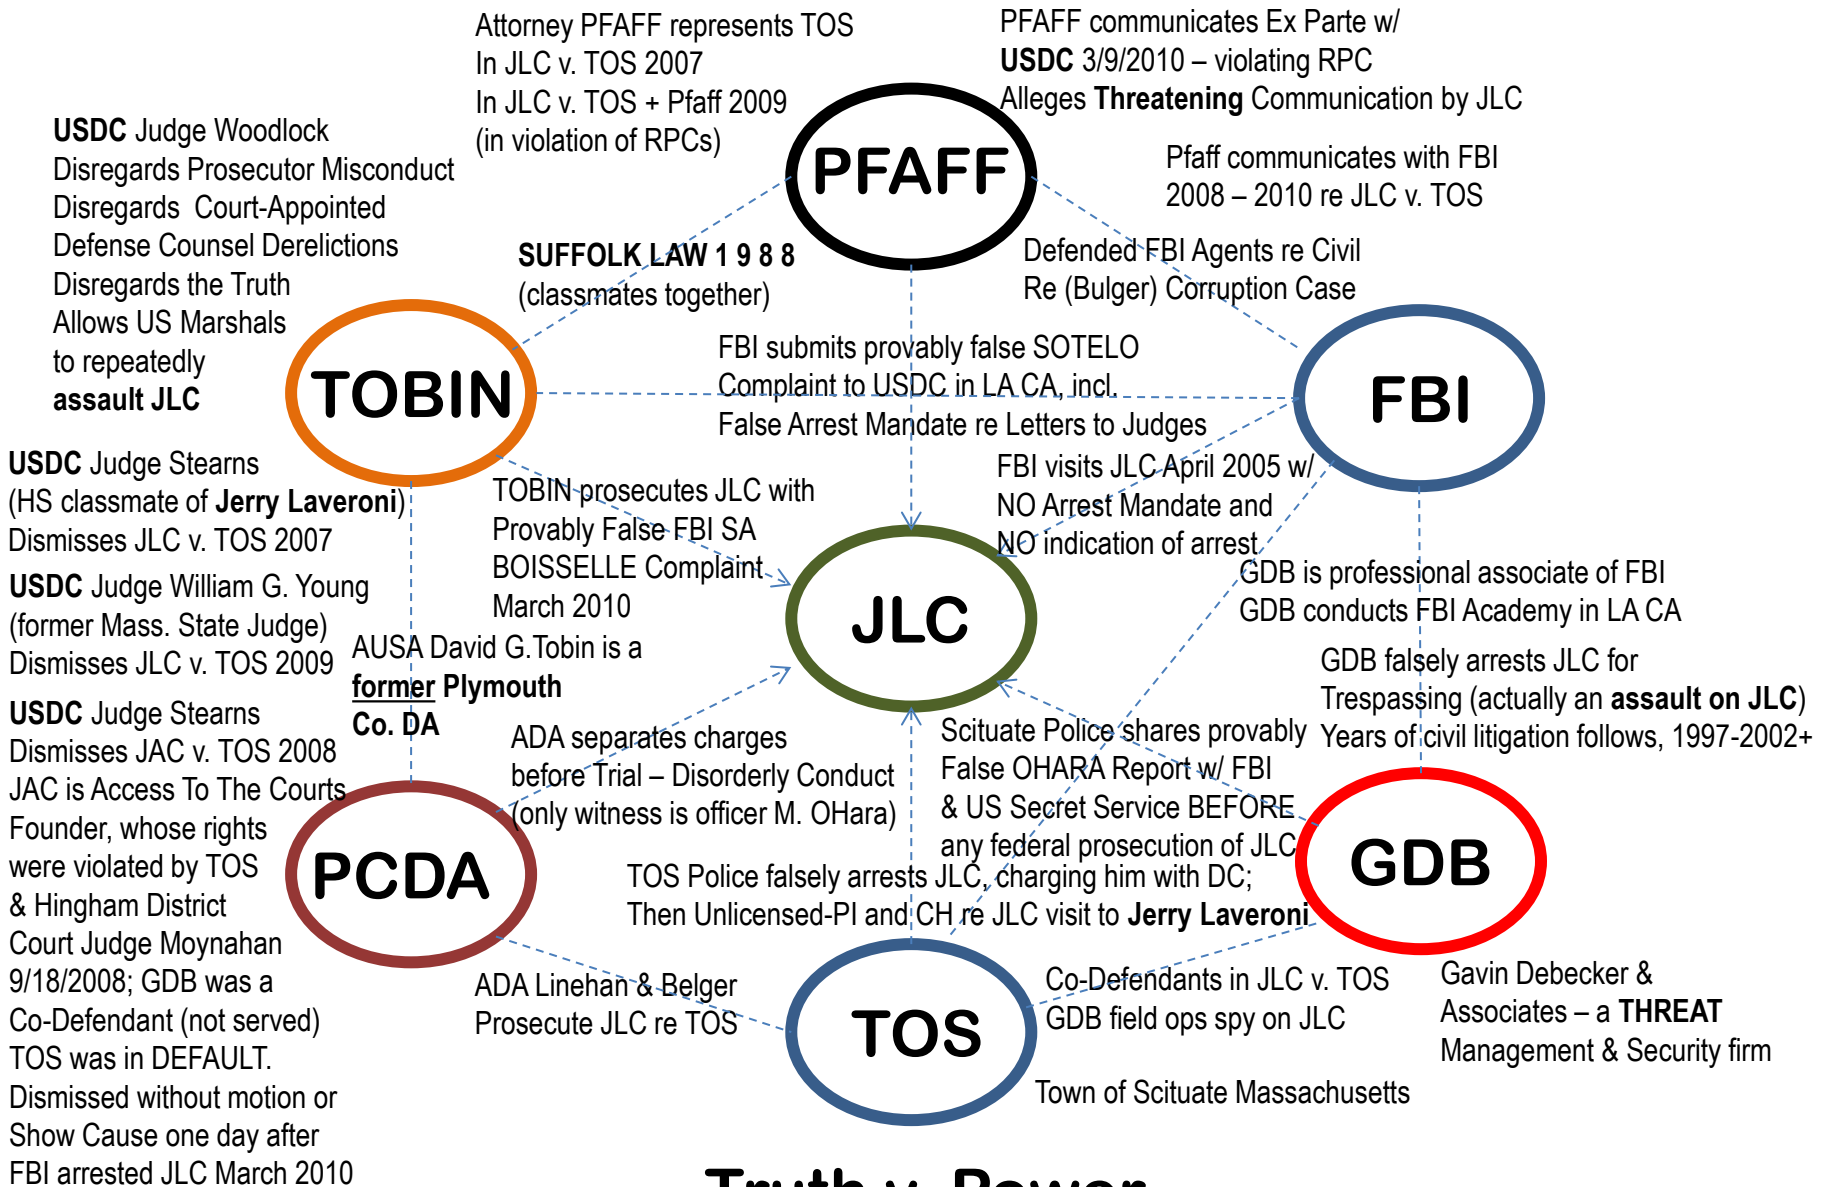 Attorney PFAFF represents TOS
In JLC v. TOS 2007
In JLC v. TOS + Pfaff 2009
(in violation of RPCs)
PFAFF communicates Ex Parte w/
USDC 3/9/2010 – violating RPC
Alleges Threatening Communication by JLC
USDC Judge Woodlock
Disregards Prosecutor Misconduct
Disregards Court-Appointed
Defense Counsel Derelictions
Disregards the Truth
Allows US Marshals
to repeatedly
assault JLC
PFAFF
Pfaff communicates with FBI
2008 – 2010 re JLC v. TOS
SUFFOLK LAW 1 9 8 8
(classmates together)
Defended FBI Agents re Civil
Re (Bulger) Corruption Case
TOBIN
FBI submits provably false SOTELO
Complaint to USDC in LA CA, incl.
False Arrest Mandate re Letters to Judges
FBI
USDC Judge Stearns
(HS classmate of Jerry Laveroni)
Dismisses JLC v. TOS 2007
TOBIN prosecutes JLC with
Provably False FBI SA
BOISSELLE Complaint
March 2010
FBI visits JLC April 2005 w/
NO Arrest Mandate and
NO indication of arrest
USDC Judge William G. Young
(former Mass. State Judge)
Dismisses JLC v. TOS 2009
JLC
GDB is professional associate of FBI
GDB conducts FBI Academy in LA CA
AUSA David G.Tobin is a
former Plymouth
Co. DA
GDB falsely arrests JLC for
Trespassing (actually an assault on JLC)
Years of civil litigation follows, 1997-2002+
USDC Judge Stearns
Dismisses JAC v. TOS 2008
JAC is Access To The Courts
Founder, whose rights
were violated by TOS
& Hingham District
Court Judge Moynahan
9/18/2008; GDB was a
Co-Defendant (not served)
TOS was in DEFAULT.
Dismissed without motion or
Show Cause one day after
FBI arrested JLC March 2010
ADA separates charges
before Trial – Disorderly Conduct
(only witness is officer M. OHara)
Scituate Police shares provably
False OHARA Report w/ FBI
& US Secret Service BEFORE
any federal prosecution of JLC
PCDA
GDB
TOS Police falsely arrests JLC, charging him with DC;
Then Unlicensed-PI and CH re JLC visit to Jerry Laveroni
ADA Linehan & Belger
Prosecute JLC re TOS
TOS
Co-Defendants in JLC v. TOS
GDB field ops spy on JLC
Gavin Debecker &
Associates – a THREAT
Management & Security firm
Town of Scituate Massachusetts
Truth v. Power